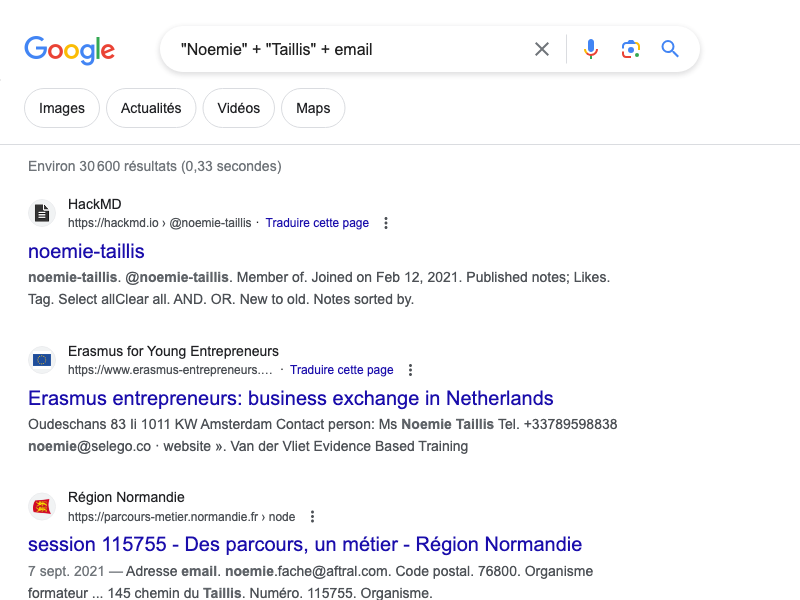 Google
"Noemie" + "Taillis" + email
Images
Actualités
Vidéos
Maps
Environ 30 600 résultats (0,33 secondes)
HackMD
https://hackmd.io › @noemie-taillis · Traduire cette page
noemie-taillis
noemie-taillis. @noemie-taillis. Member of. Joined on Feb 12, 2021. Published notes; Likes.
Tag. Select allClear all. AND. OR. New to old. Notes sorted by.
Erasmus for Young Entrepreneurs
https://www.erasmus-entrepreneurs.... · Traduire cette page
Erasmus entrepreneurs: business exchange in Netherlands
Oudeschans 83 Ii 1011 KW Amsterdam Contact person: Ms Noemie Taillis Tel. +33789598838
noemie@selego.co · website ». Van der Vliet Evidence Based Training
Région Normandie
https://parcours-metier.normandie.fr › node
session 115755 - Des parcours, un métier - Région Normandie
7 sept. 2021 — Adresse email. noemie.fache@aftral.com. Code postal. 76800. Organisme
formateur ... 145 chemin du Taillis. Numéro. 115755. Organisme.